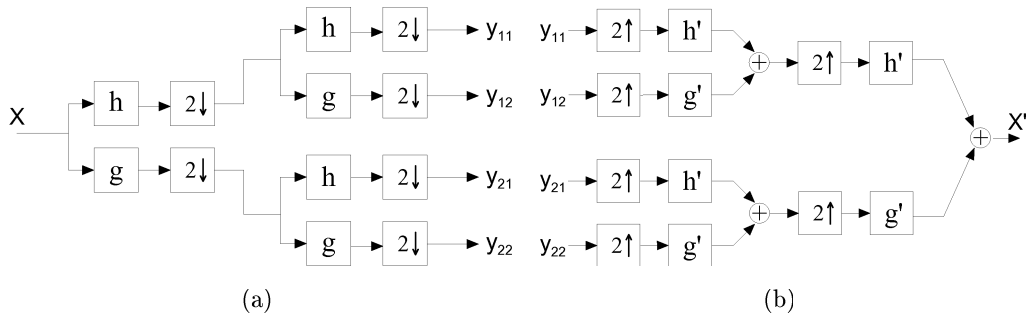 h 2↓ y11 y11 2↑ h'
2↑ h'
h 2↓ g 2↓ y12 y12 2↑ g'
X X'
g 2↓ h 2↓ y21 y21 2↑ h'
2↑ g'
g 2↓ y22 y22 2↑ g'
(a) (b)